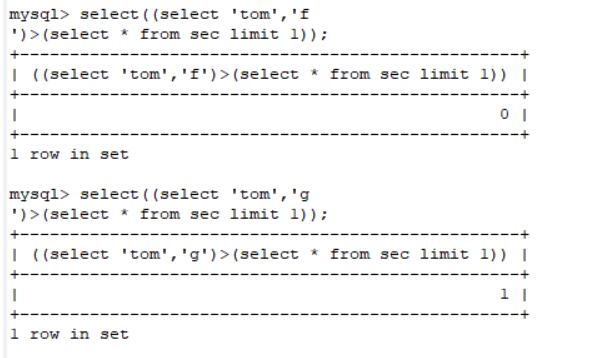 mysql> select((select 'tom','f
')>(select * from sec limit 1));
+---------------------------------------------------+
| ((select 'tom','f')>(select * from sec limit 1)) |
+---------------------------------------------------+
| 0 |
+---------------------------------------------------+
1 row in set
mysql> select((select 'tom','g
')>(select * from sec limit 1));
+---------------------------------------------------+
| ((select 'tom','g')>(select * from sec limit 1)) |
+---------------------------------------------------+
| 1 |
+---------------------------------------------------+
1 row in set